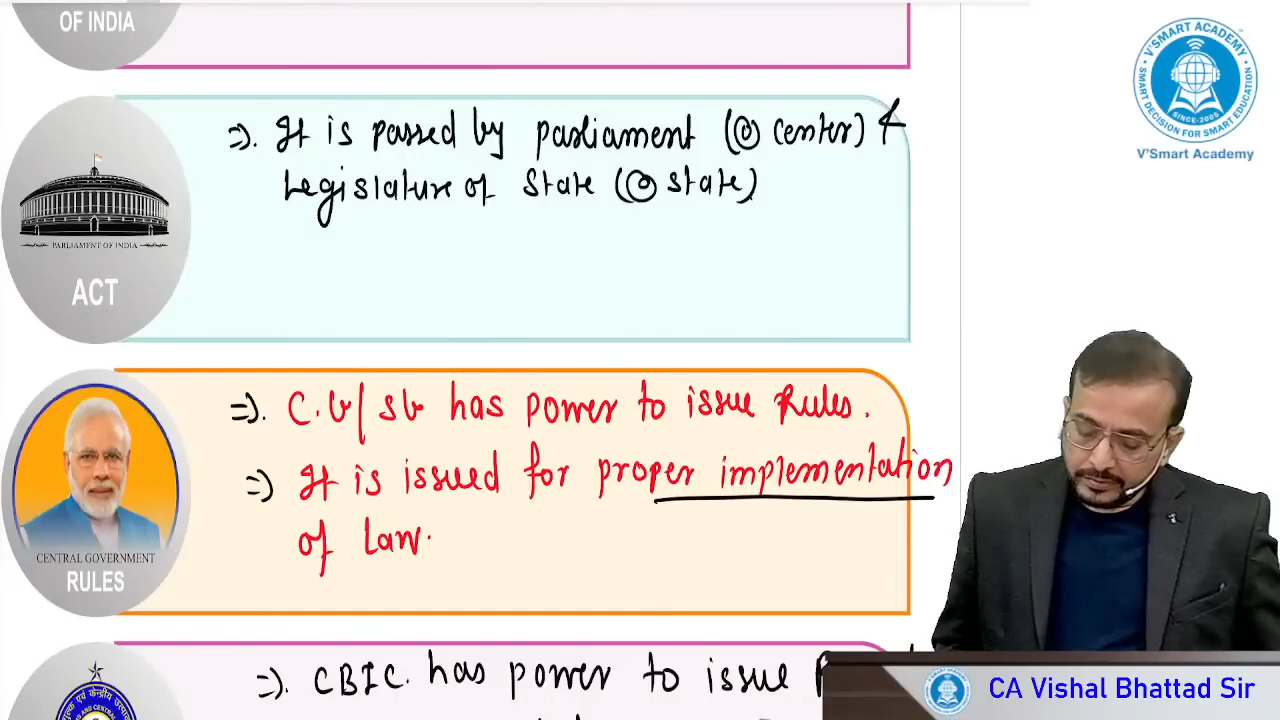 OF INDIA
V'SMART ACADEMY
SMART DECISION FOR SMART EDUCATION
SINCE-2005
V'Smart Academy
⇒. It is passed by parliament (@ center) &
Legislature of State (@ state)
PARLIAMENT OF INDIA
ACT
⇒. C.G/SG has power to issue Rules.
⇒) It is issued for proper implementation
of Law.
CENTRAL GOVERNMENT
RULES
⇒). CBIC. has power to issue
CA Vishal Bhattad Sir